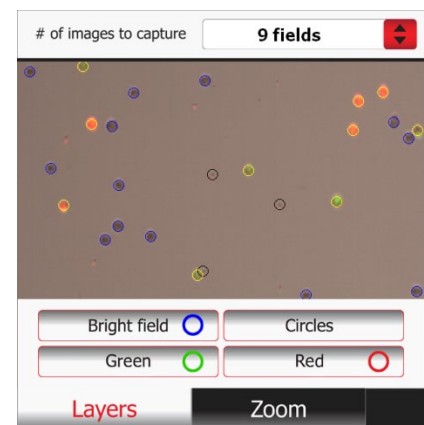 # of images to capture 9 fields
Bright field Circles
Green Red
Layers Zoom